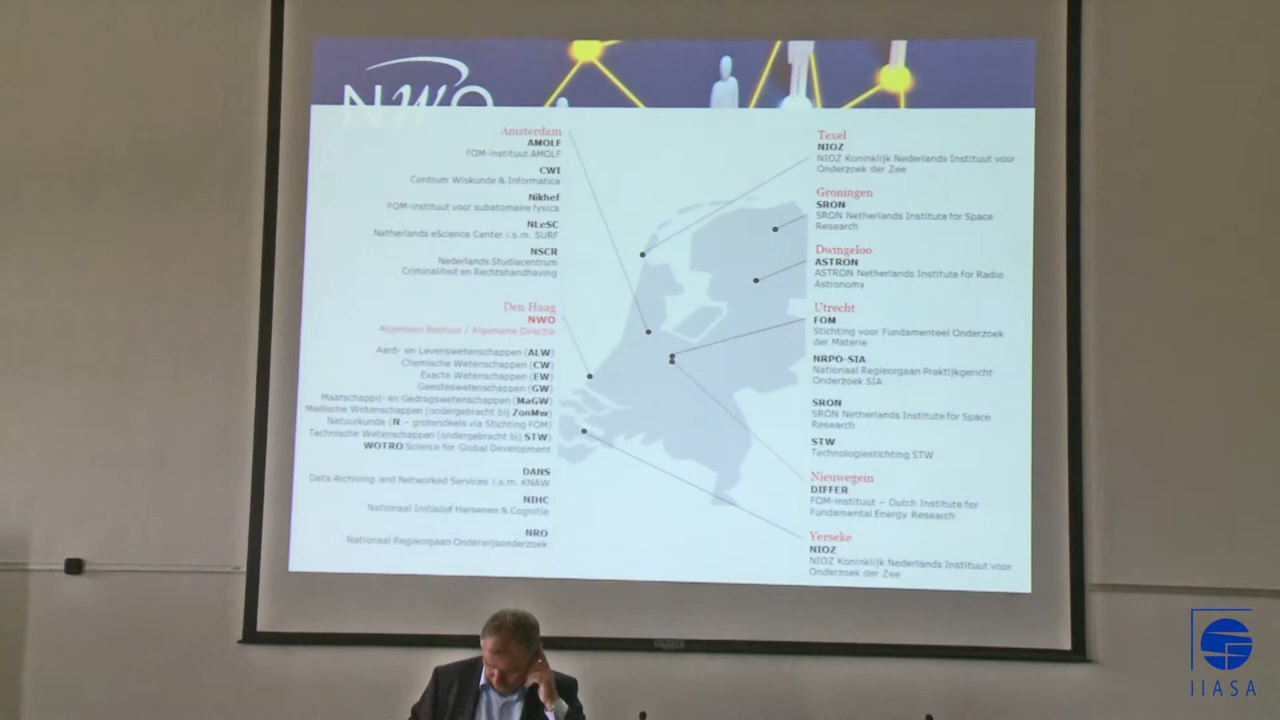 NWO
Amsterdam
AMOLF
FOM-instituut AMOLF
CWI
Centrum Wiskunde & Informatica
Nikhef
FOM-instituut voor subatomaire fysica
NLeSC
Netherlands eScience Center i.s.m. SURF
NSCR
Nederlands Studiecentrum
Criminaliteit en Rechtshandhaving
Den Haag
NWO
Algemeen Bestuur / Algemene Directie
Aard- en Levenswetenschappen (ALW)
Chemische Wetenschappen (CW)
Exacte Wetenschappen (EW)
Geesteswetenschappen (GW)
Maatschappij- en Gedragswetenschappen (MaGW)
Medische Wetenschappen (ondergebracht bij ZonMw)
Natuurkunde (N – grotendeels via Stichting FOM)
Technische Wetenschappen (ondergebracht bij STW)
WOTRO Science for Global Development
DANS
Data Archiving and Networked Services i.s.m. KNAW
NIHC
Nationaal Initiatief Hersenen & Cognitie
NRO
Nationaal Regieorgaan Onderwijsonderzoek
Texel
NIOZ
NIOZ Koninklijk Nederlands Instituut voor
Onderzoek der Zee
Groningen
SRON
SRON Netherlands Institute for Space
Research
Dwingeloo
ASTRON
ASTRON Netherlands Institute for Radio
Astronomy
Utrecht
FOM
Stichting voor Fundamenteel Onderzoek
der Materie
NRPO-SIA
Nationaal Regieorgaan Praktijkgericht
Onderzoek SIA
SRON
SRON Netherlands Institute for Space
Research
STW
Technologiestichting STW
Nieuwegein
DIFFER
FOM-instituut – Dutch Institute for
Fundamental Energy Research
Yerseke
NIOZ
NIOZ Koninklijk Nederlands Instituut voor
Onderzoek der Zee
IIASA